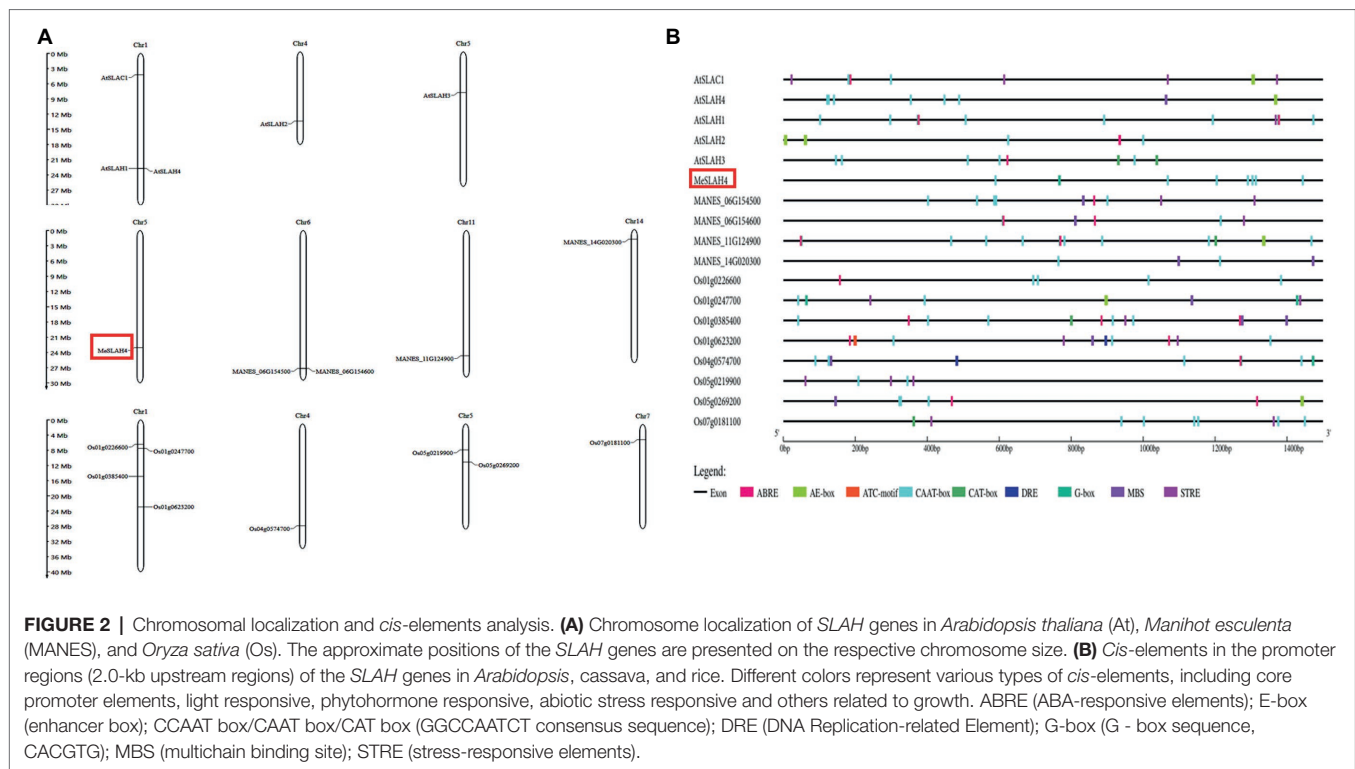 A
B
Chr1
Chr4
Chr5
0 Mb
3 Mb
6 Mb
9 Mb
12 Mb
15 Mb
18 Mb
21 Mb
24 Mb
27 Mb
AtSLAC1
AtSLAH1
AtSLAH4
AtSLAH2
AtSLAH3
Chr5
Chr6
Chr11
Chr14
0 Mb
3 Mb
6 Mb
9 Mb
12 Mb
15 Mb
18 Mb
21 Mb
24 Mb
27 Mb
30 Mb
MeSLAH4
MANES_06G154500
MANES_06G154600
MANES_11G124900
MANES_14G020300
Chr1
Chr4
Chr5
Chr7
0 Mb
4 Mb
8 Mb
12 Mb
16 Mb
20 Mb
24 Mb
28 Mb
32 Mb
36 Mb
40 Mb
Os01g0226600
Os01g0247700
Os01g0385400
Os01g0623200
Os04g0574700
Os05g0219900
Os05g0269200
Os07g0181100
AtSLAC1
AtSLAH4
AtSLAH1
AtSLAH2
AtSLAH3
MeSLAH4
MANES_06G154500
MANES_06G154600
MANES_11G124900
MANES_14G020300
Os01g0226600
Os01g0247700
Os01g0385400
Os01g0623200
Os04g0574700
Os05g0219900
Os05g0269200
Os07g0181100
5' 3'
0bp 200bp 400bp 600bp 800bp 1000bp 1200bp 1400bp
Legend:
Exon ABRE AE-box ATC-motif CAAT-box CAT-box DRE G-box MBS STRE
FIGURE 2 | Chromosomal localization and cis-elements analysis. (A) Chromosome localization of SLAH genes in Arabidopsis thaliana (At), Manihot esculenta
(MANES), and Oryza sativa (Os). The approximate positions of the SLAH genes are presented on the respective chromosome size. (B) Cis-elements in the promoter
regions (2.0-kb upstream regions) of the SLAH genes in Arabidopsis, cassava, and rice. Different colors represent various types of cis-elements, including core
promoter elements, light responsive, phytohormone responsive, abiotic stress responsive and others related to growth. ABRE (ABA-responsive elements); E-box
(enhancer box); CCAAT box/CAAT box/CAT box (GGCCAATCT consensus sequence); DRE (DNA Replication-related Element); G-box (G - box sequence,
CACGTG); MBS (multichain binding site); STRE (stress-responsive elements).